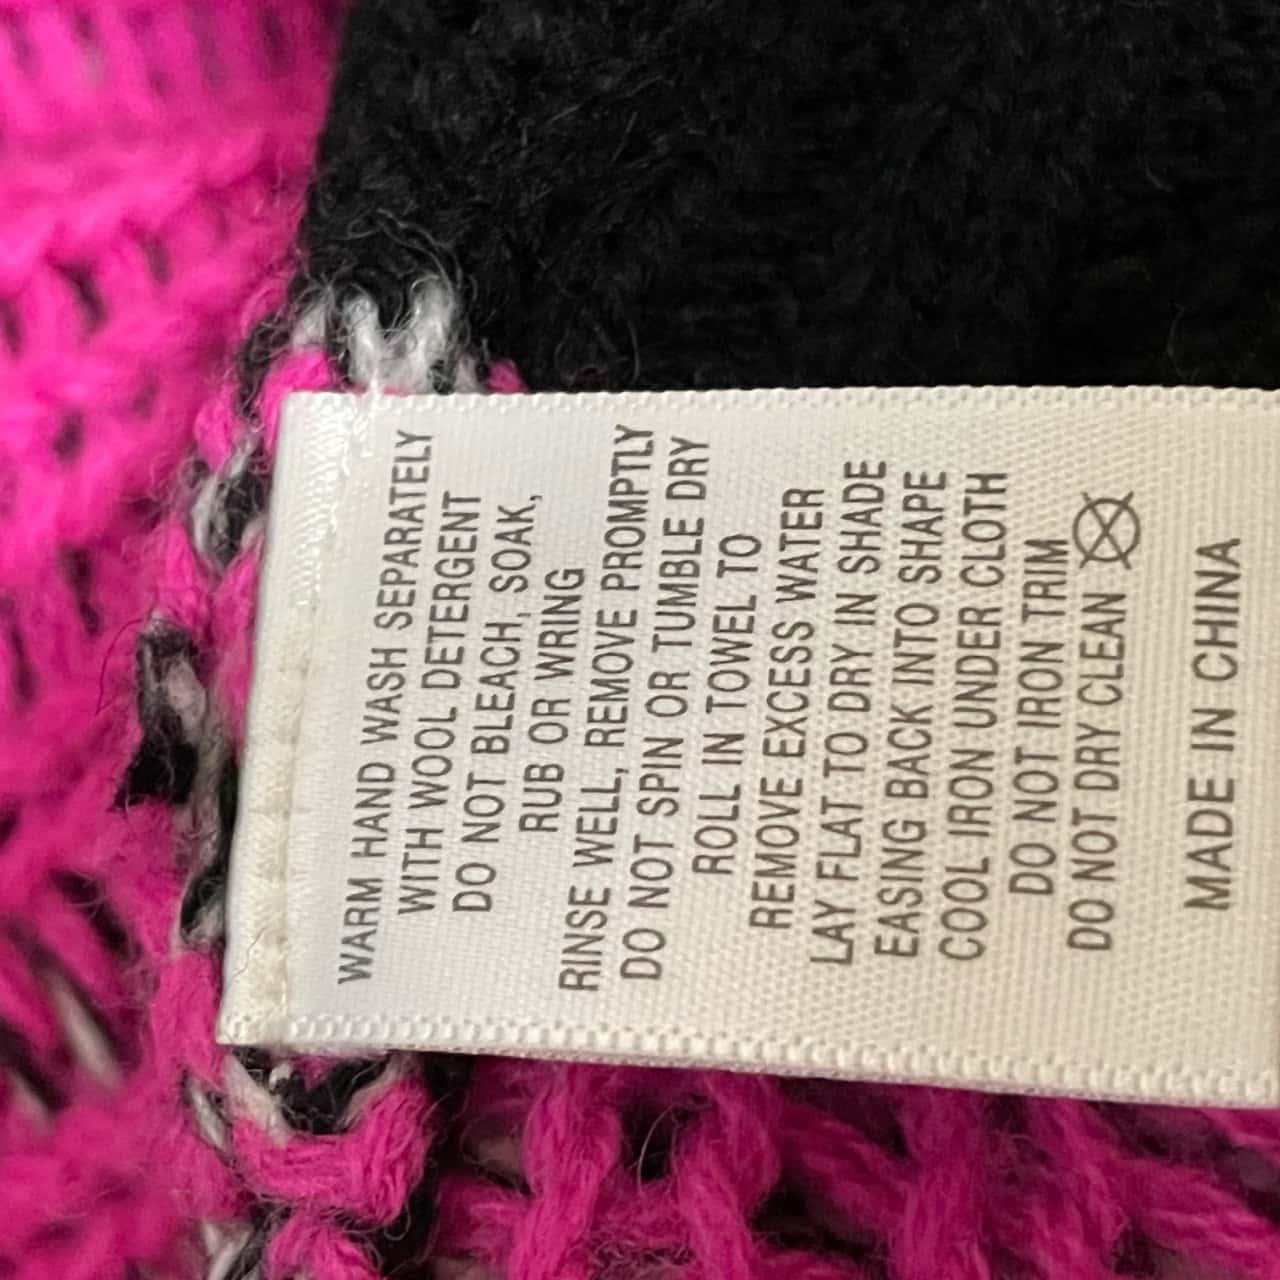 WARM HAND WASH SEPARATELY
WITH WOOL DETERGENT
DO NOT BLEACH, SOAK,
RUB OR WRING
RINSE WELL, REMOVE PROMPTLY
DO NOT SPIN OR TUMBLE DRY
ROLL IN TOWEL TO
REMOVE EXCESS WATER
LAY FLAT TO DRY IN SHADE
EASING BACK INTO SHAPE
COOL IRON UNDER CLOTH
DO NOT IRON TRIM
DO NOT DRY CLEAN
MADE IN CHINA